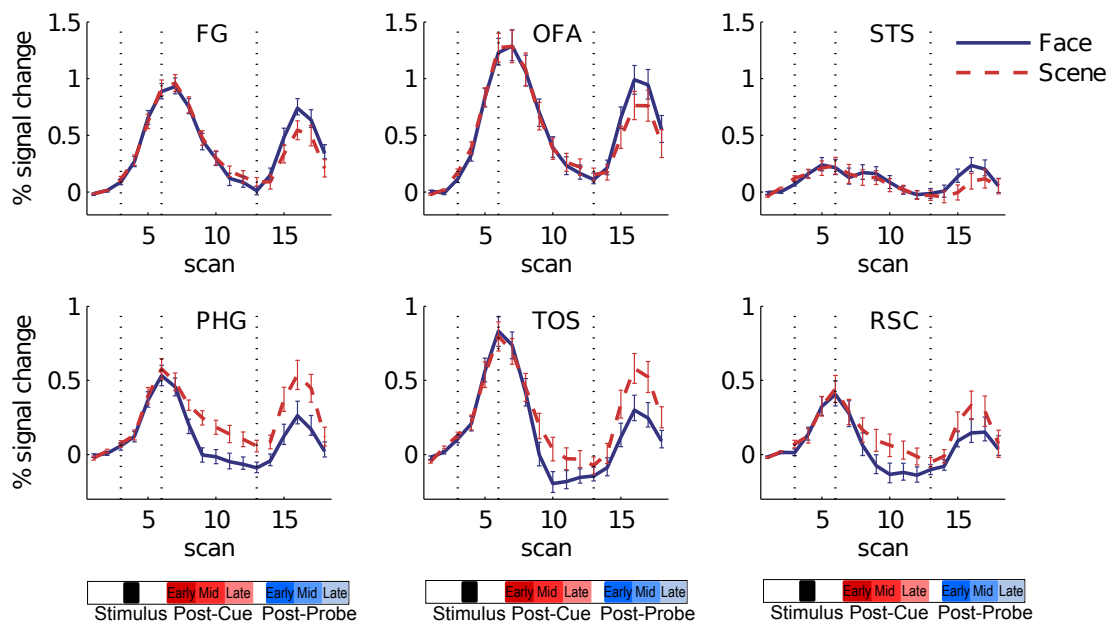 FG
OFA
STS
Face
Scene
% signal change
1.5
1
0.5
0
5 10 15
scan
1.5
1
0.5
0
5 10 15
scan
1.5
1
0.5
0
5 10 15
scan
PHG
TOS
RSC
% signal change
1
0.5
0
5 10 15
scan
1
0.5
0
5 10 15
scan
1
0.5
0
5 10 15
scan
Early Mid Late Early Mid Late
Stimulus Post-Cue Post-Probe
Early Mid Late Early Mid Late
Stimulus Post-Cue Post-Probe
Early Mid Late Early Mid Late
Stimulus Post-Cue Post-Probe